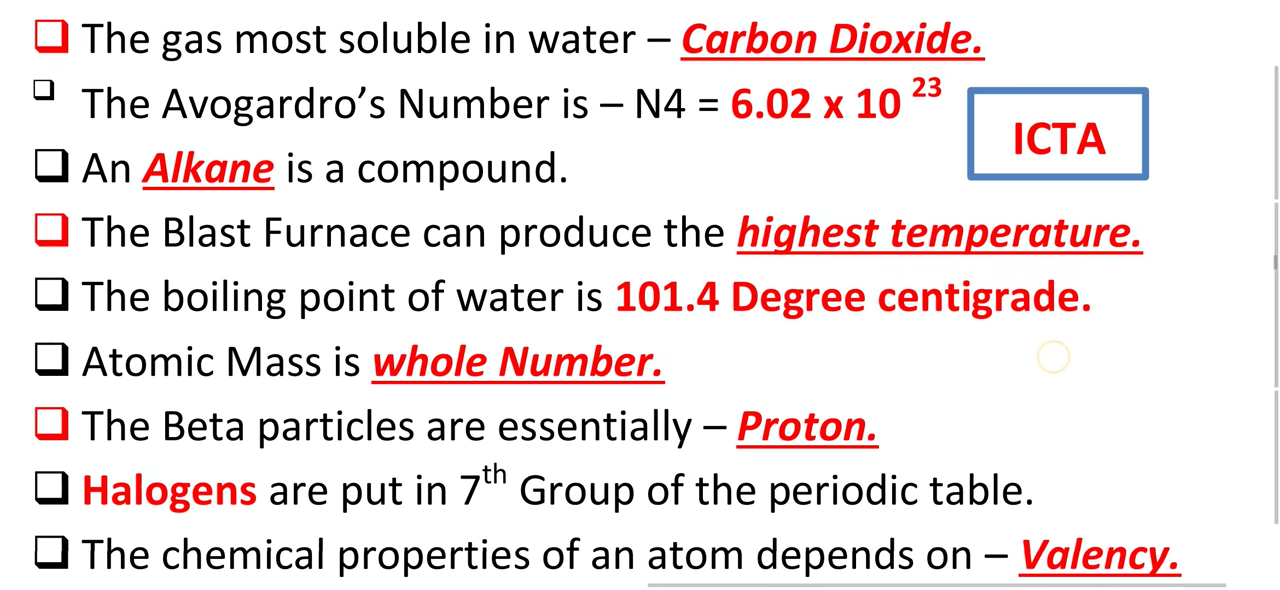 The gas most soluble in water – Carbon Dioxide.
The Avogardro's Number is – N4 = 6.02 x 10 23
ICTA
An Alkane is a compound.
The Blast Furnace can produce the highest temperature.
The boiling point of water is 101.4 Degree centigrade.
Atomic Mass is whole Number.
The Beta particles are essentially – Proton.
Halogens are put in 7th Group of the periodic table.
The chemical properties of an atom depends on – Valency.